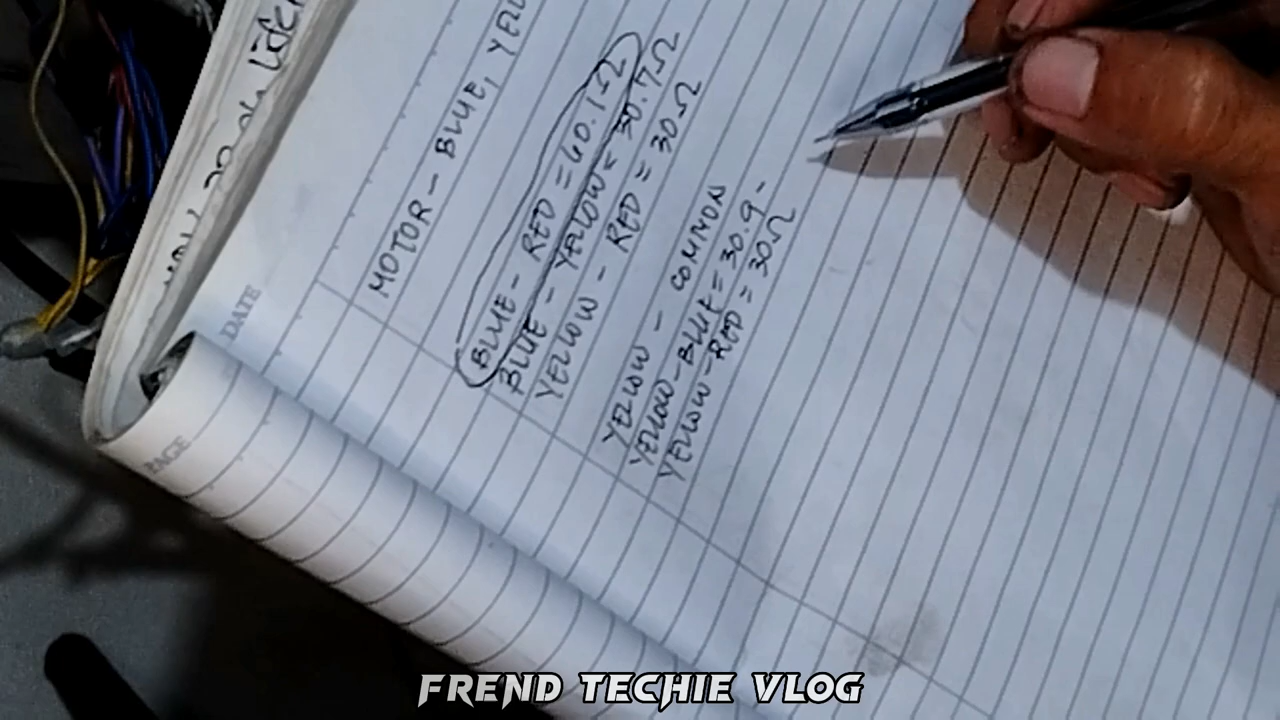 MOTOR - BLUE, YEL
BLUE - RED = 60.1Ω
BLUE - YELLOW = 30.7Ω
YELLOW - RED = 30Ω
YELLOW - COMMON
YELLOW - BLUE = 30.9 -
YELLOW - RED = 30Ω
DATE
PAGE
FREND TECHIE VLOG